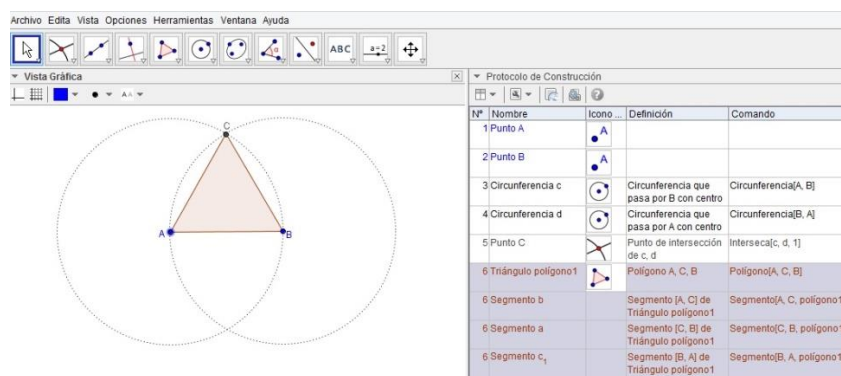 Archivo Edita Vista Opciones Herramientas Ventana Ayuda
ABC
a=2
Vista Gráfica
Protocolo de Construcción
AA
Nº Nombre Icono ... Definición Comando
1 Punto A
A
2 Punto B
A
3 Circunferencia c Circunferencia que pasa por B con centro Circunferencia[A, B]
4 Circunferencia d Circunferencia que pasa por A con centro Circunferencia[B, A]
5 Punto C Punto de intersección de c, d Interseca[c, d, 1]
6 Triángulo polígono1 Polígono A, C, B Polígono[A, C, B]
6 Segmento b Segmento [A, C] de Triángulo polígono1 Segmento[A, C, polígono1
6 Segmento a Segmento [C, B] de Triángulo polígono1 Segmento[C, B, polígono1
6 Segmento c₁ Segmento [B, A] de Triángulo polígono1 Segmento[B, A, polígono1
C
A
B